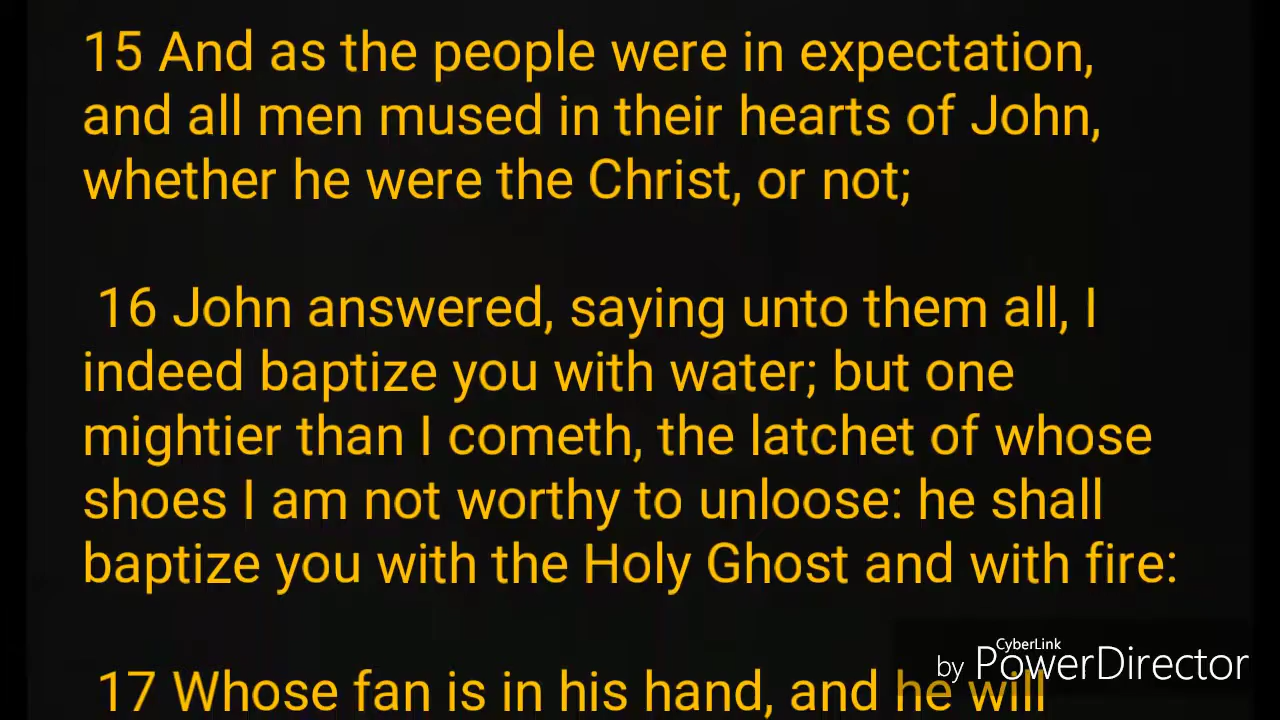 15 And as the people were in expectation,
and all men mused in their hearts of John,
whether he were the Christ, or not;
16 John answered, saying unto them all, I
indeed baptize you with water; but one
mightier than I cometh, the latchet of whose
shoes I am not worthy to unloose: he shall
baptize you with the Holy Ghost and with fire:
17 Whose fan is in his hand, and he will
CyberLink
by PowerDirector